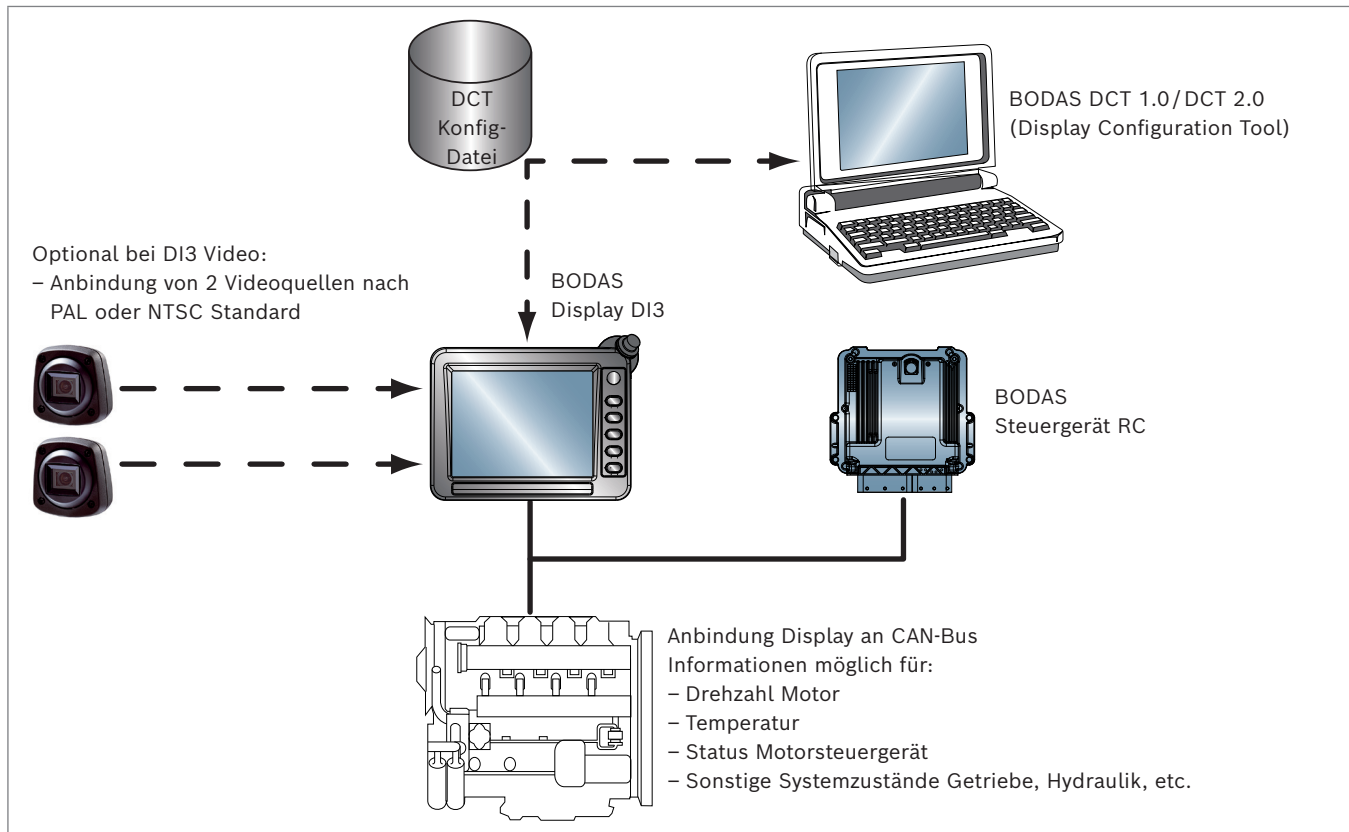 DCT
Konfig-
Datei
BODAS DCT 1.0/DCT 2.0
(Display Configuration Tool)
Optional bei DI3 Video:
– Anbindung von 2 Videoquellen nach
PAL oder NTSC Standard
BODAS
Display DI3
BODAS
Steuergerät RC
Anbindung Display an CAN-Bus
Informationen möglich für:
– Drehzahl Motor
– Temperatur
– Status Motorsteuergerät
– Sonstige Systemzustände Getriebe, Hydraulik, etc.